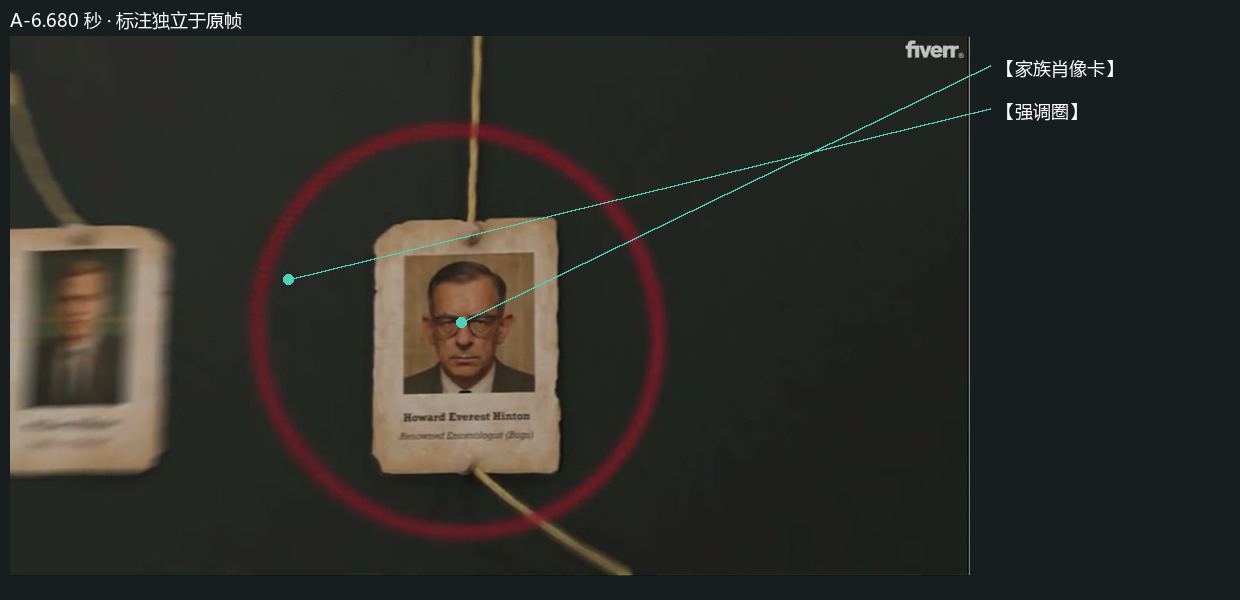 A-6.680 秒 · 标注独立于原帧
fiverr®
【家族肖像卡】
【强调圈】
Howard Everest Hinton
Renowned Entomologist (Bugs)